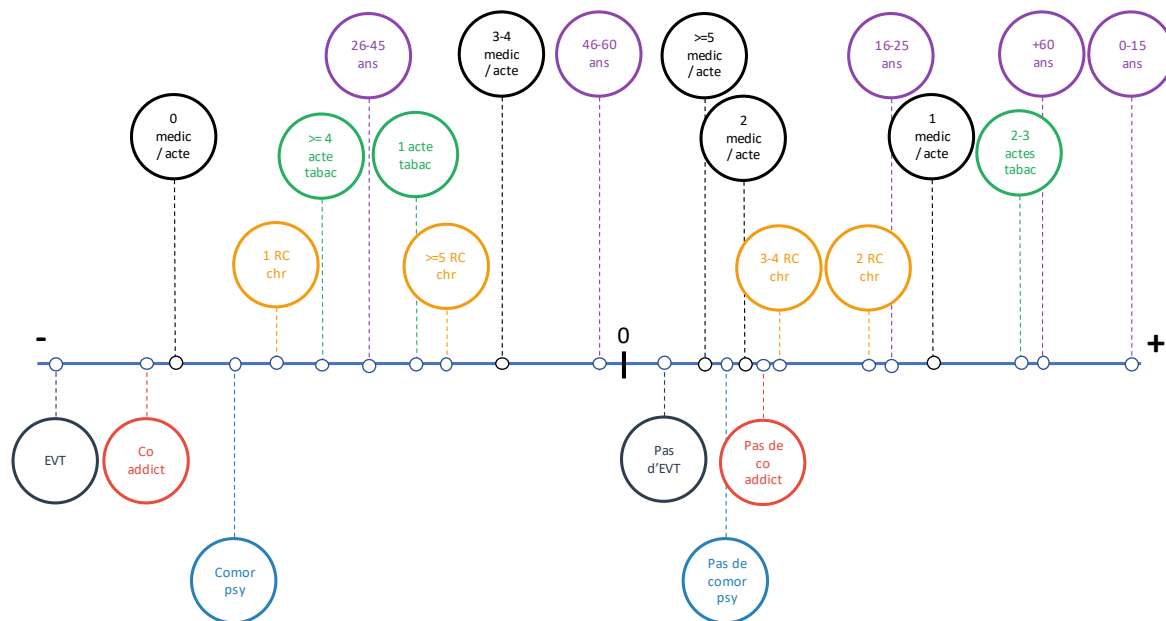 26-45
ans
3-4
medic
/ acte
46-60
ans
>=5
medic
/ acte
16-25
ans
+60
ans
0-15
ans
0
medic
/ acte
>= 4
acte
tabac
1 acte
tabac
2
medic
/acte
1
medic
/acte
2-3
actes
tabac
1 RC
chr
>=5 RC
chr
3-4 RC
chr
2 RC
chr
-
0
+
EVT
Co
addict
Pas
d'EVT
Pas de
co
addict
Comor
psy
Pas de
comor
psy